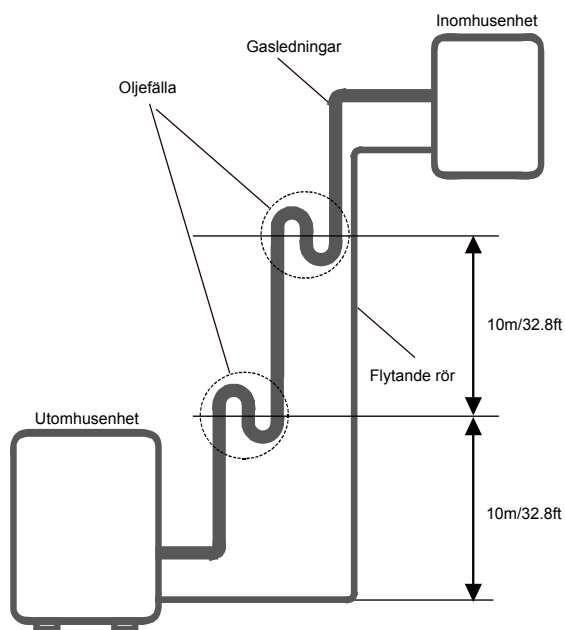 Inomhusenhet
Gasledningar
Oljefälla
10m/32.8ft
Flytande rör
Utomhusenhet
10m/32.8ft